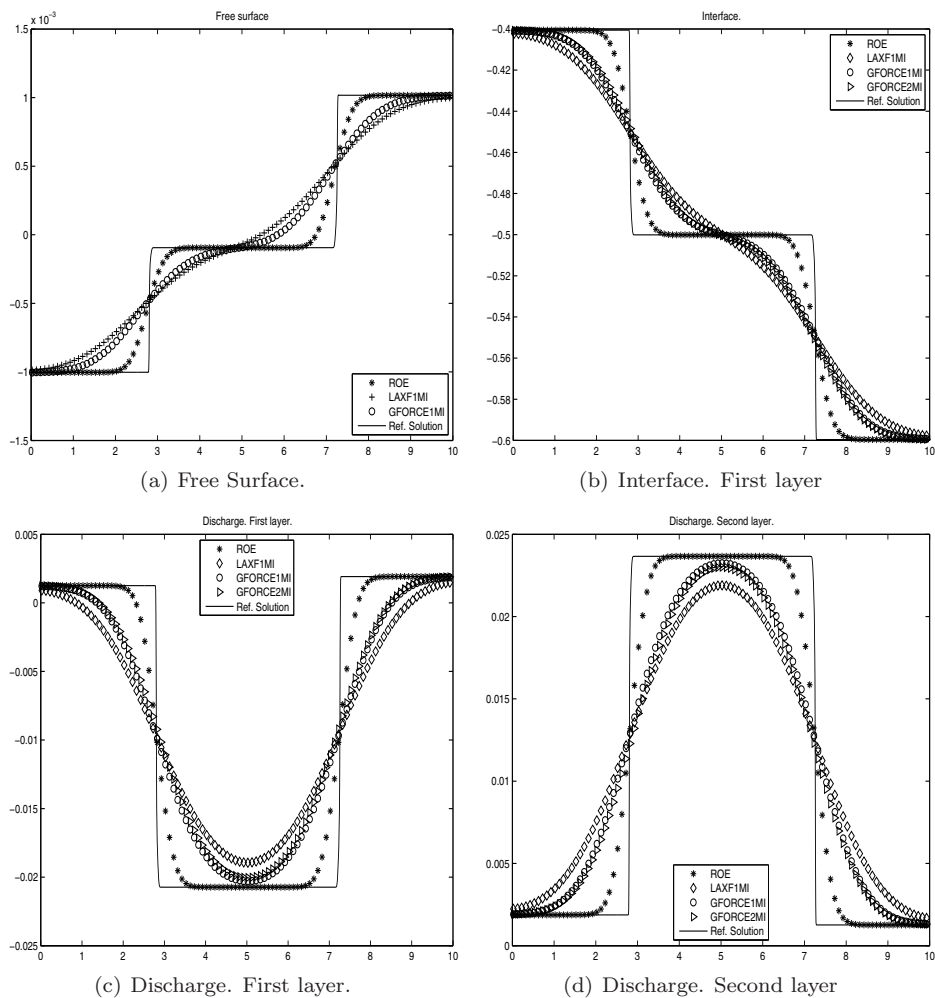 Free surface
x 10⁻³
1.5
1
0.5
0
−0.5
−1
−1.5
0 1 2 3 4 5 6 7 8 9 10
ROE
LAXF1MI
GFORCE1MI
Ref. Solution
(a) Free Surface.
Interface.
−0.4
−0.42
−0.44
−0.46
−0.48
−0.5
−0.52
−0.54
−0.56
−0.58
−0.6
0 1 2 3 4 5 6 7 8 9 10
ROE
LAXF1MI
GFORCE1MI
GFORCE2MI
Ref. Solution
(b) Interface. First layer
Discharge. First layer.
0.005
0
−0.005
−0.01
−0.015
−0.02
−0.025
0 1 2 3 4 5 6 7 8 9 10
ROE
LAXF1MI
GFORCE1MI
GFORCE2MI
Ref. Solution
(c) Discharge. First layer.
Discharge. Second layer.
0.025
0.02
0.015
0.01
0.005
0
0 1 2 3 4 5 6 7 8 9 10
ROE
LAXF1MI
GFORCE1MI
GFORCE2MI
Ref. Solution
(d) Discharge. Second layer